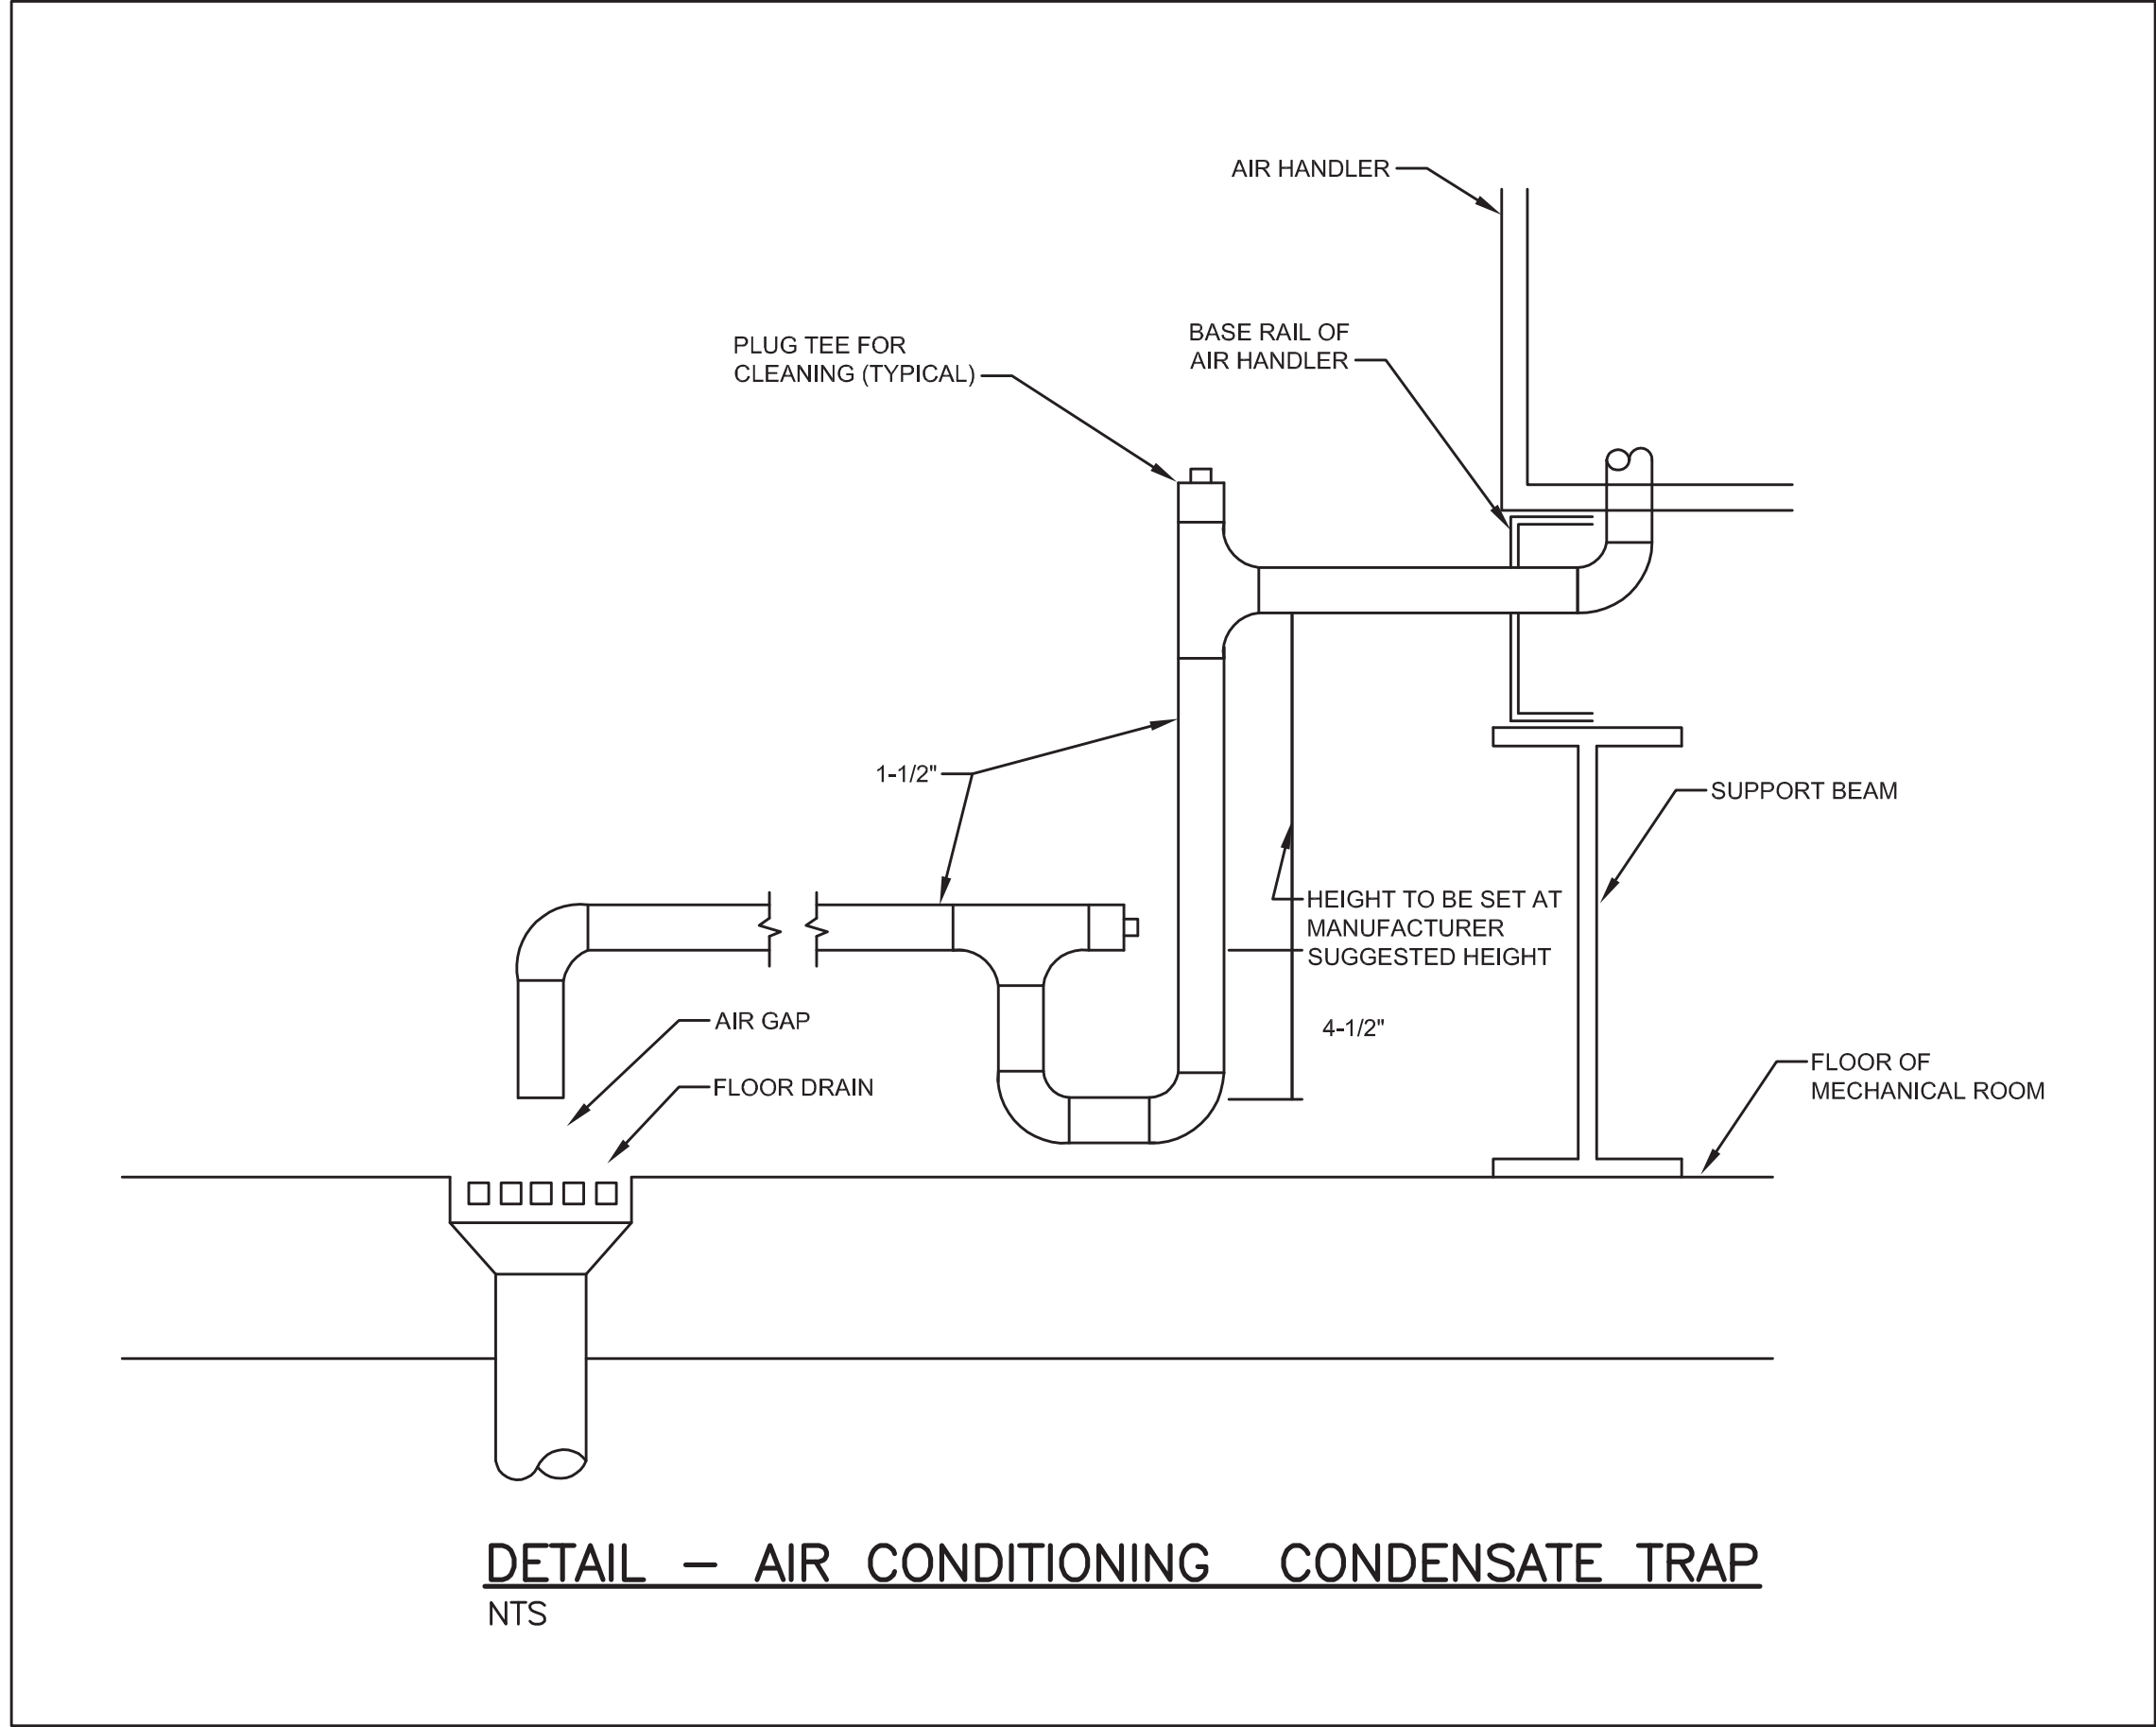 AIR HANDLER
BASE RAIL OF
AIR HANDLER
PLUG TEE FOR
CLEANING (TYPICAL)
1-1/2"
SUPPORT BEAM
HEIGHT TO BE SET AT
MANUFACTURER
SUGGESTED HEIGHT
AIR GAP
4-1/2"
FLOOR DRAIN
FLOOR OF
MECHANICAL ROOM
DETAIL - AIR CONDITIONING CONDENSATE TRAP
NTS